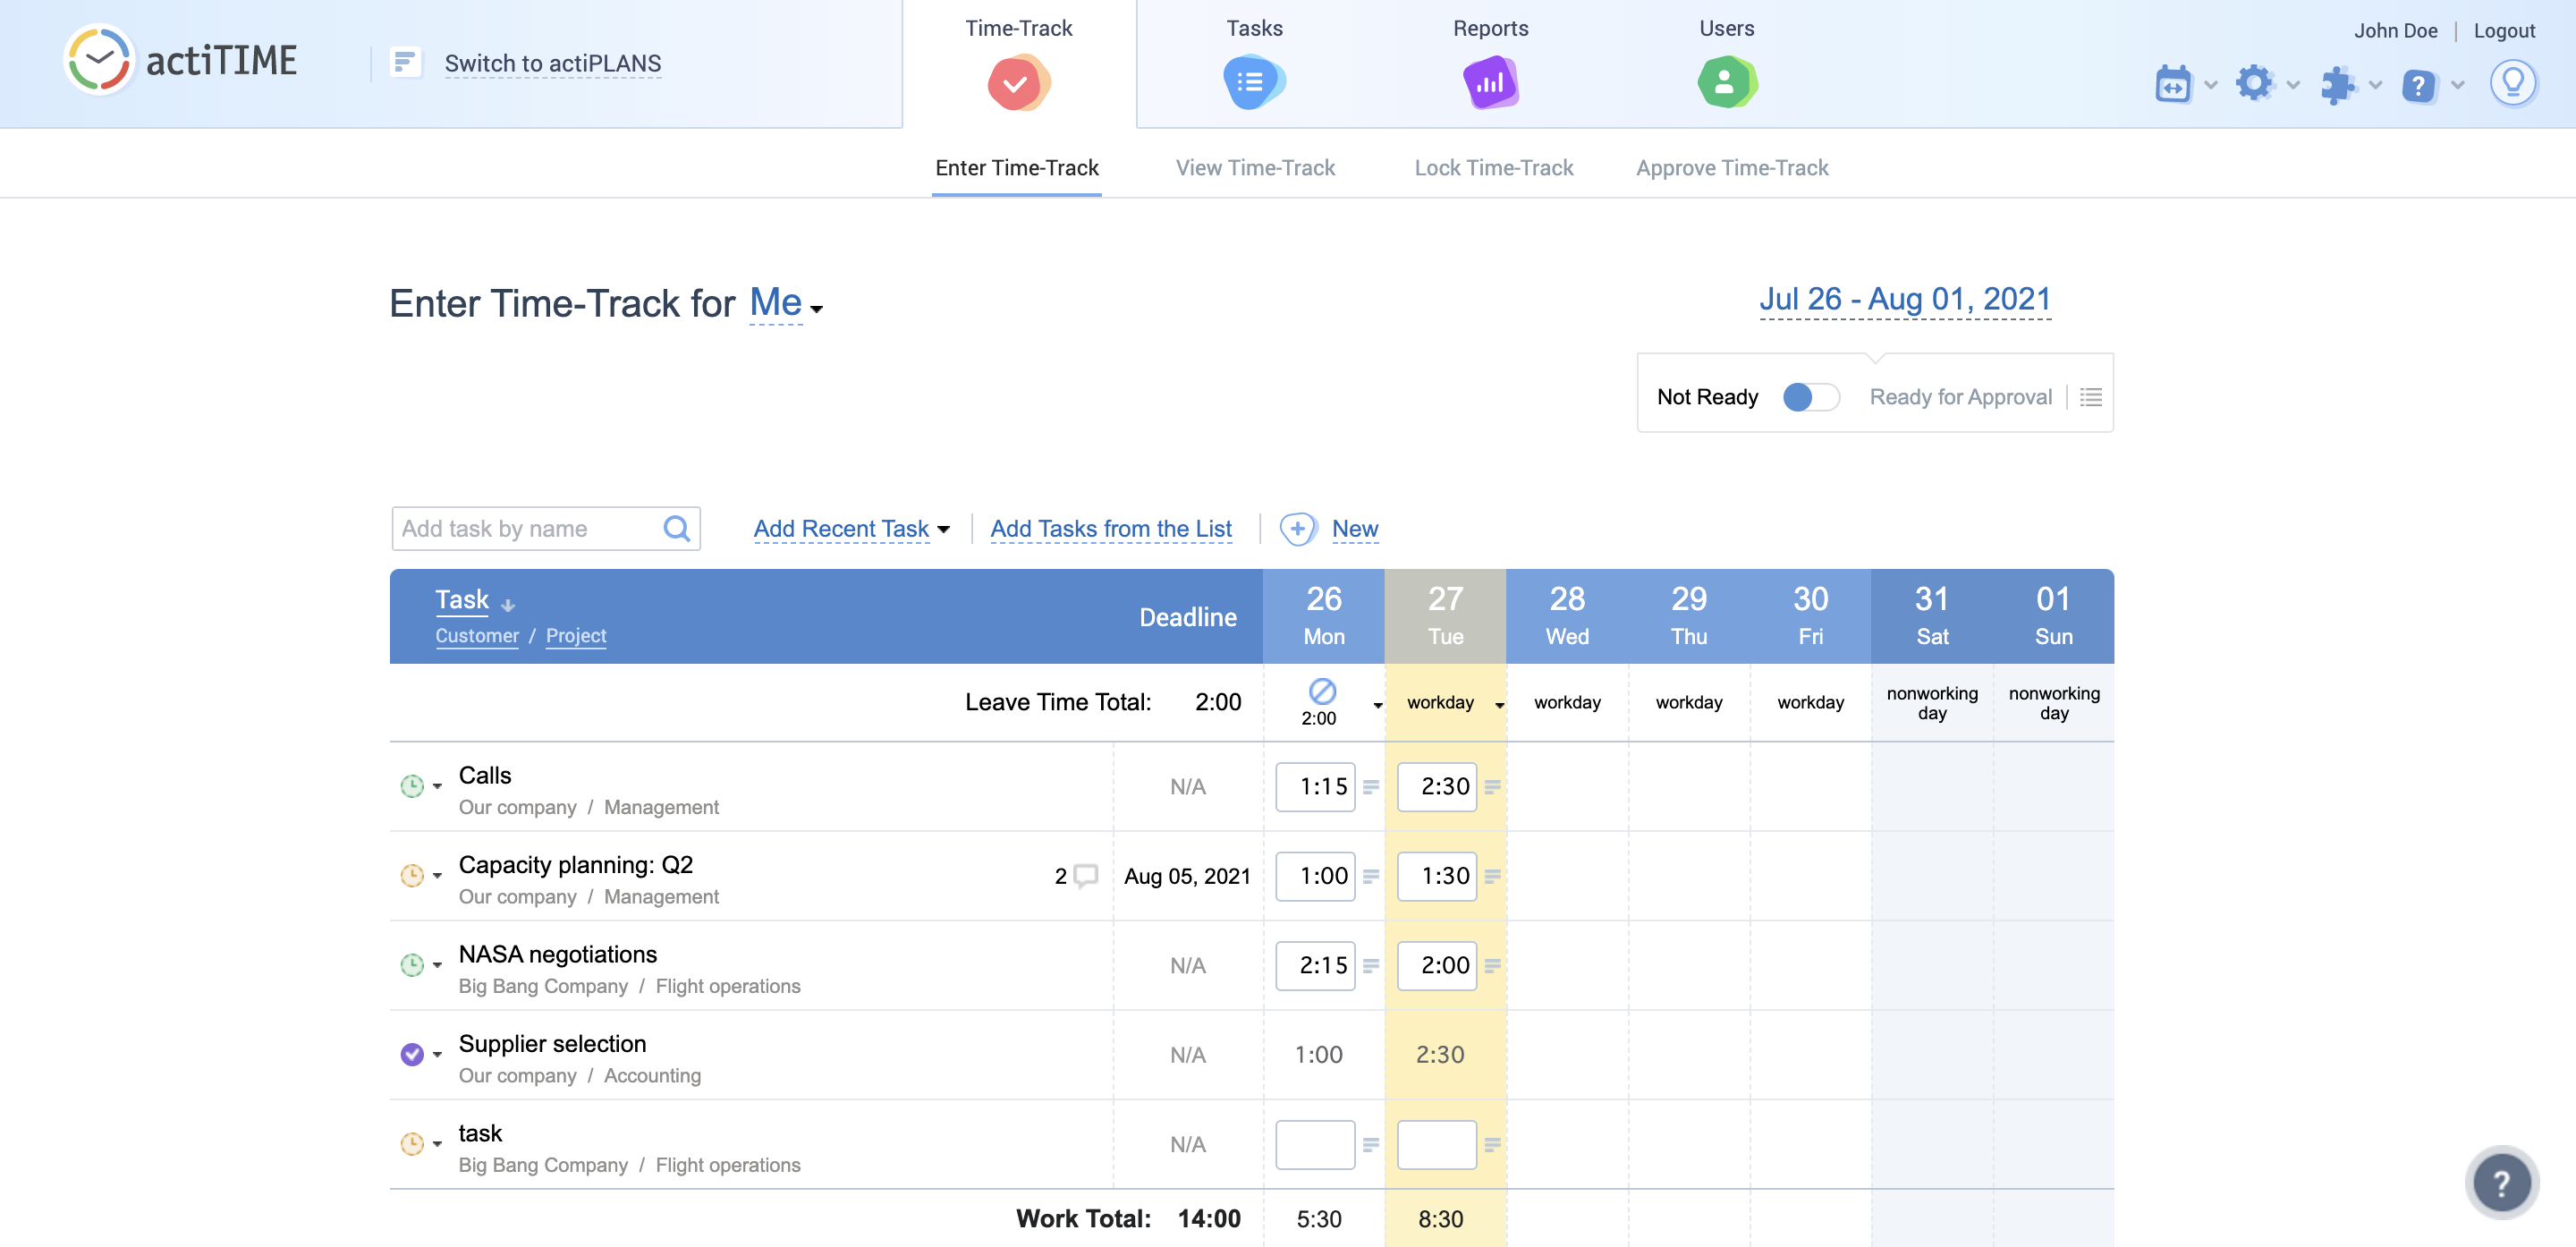 actiTIME
Switch to actiPLANS
Time-Track
Tasks
Reports
Users
John Doe | Logout
?
Enter Time-Track
View Time-Track
Lock Time-Track
Approve Time-Track
Enter Time-Track for Me
Jul 26 - Aug 01, 2021
Not Ready
Ready for Approval
Add task by name
Add Recent Task
Add Tasks from the List
New
Task
Customer / Project
Deadline
26 27 28 29 30 31 01
Mon Tue Wed Thu Fri Sat Sun
Leave Time Total: 2:00
2:00
workday
workday
workday
workday
nonworking
day
nonworking
day
Calls
Our company / Management
N/A 1:15 2:30
Capacity planning: Q2
Our company / Management
2 Aug 05, 2021 1:00 1:30
NASA negotiations
Big Bang Company / Flight operations
N/A 2:15 2:00
Supplier selection
Our company / Accounting
N/A 1:00 2:30
task
Big Bang Company / Flight operations
N/A
Work Total: 14:00 5:30 8:30
?